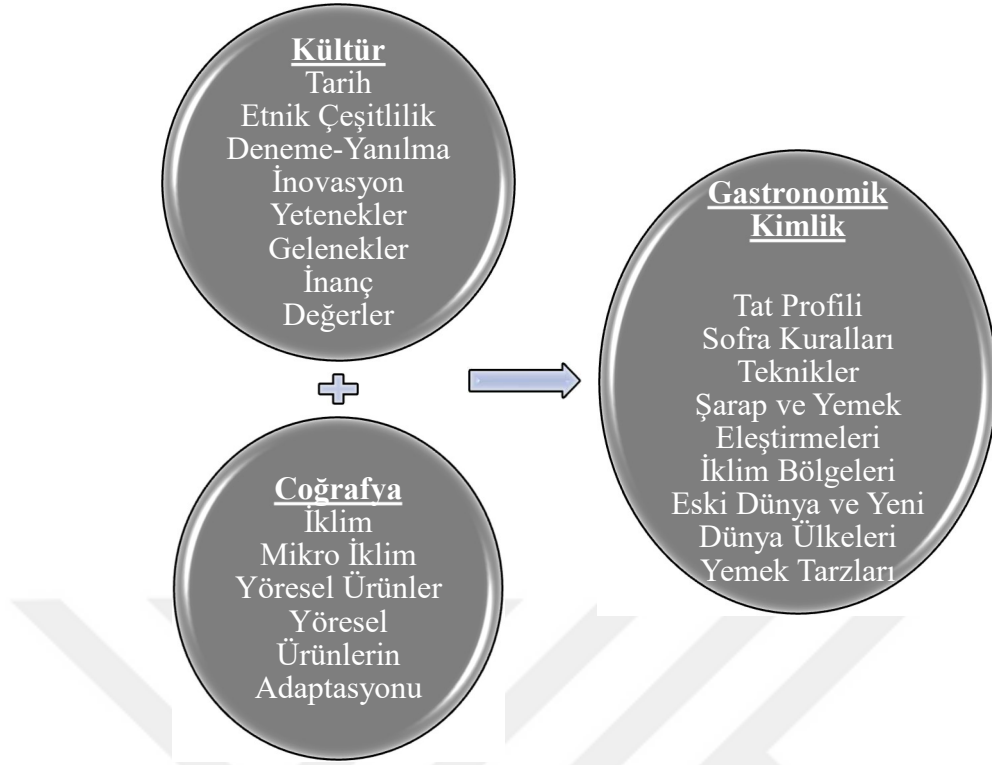 Kültür
Tarih
Etnik Çeşitlilik
Deneme-Yanılma
İnovasyon
Yetenekler
Gelenekler
İnanç
Değerler
Coğrafya
İklim
Mikro İklim
Yöresel Ürünler
Yöresel
Ürünlerin
Adaptasyonu
Gastronomik
Kimlik
Tat Profili
Sofra Kuralları
Teknikler
Şarap ve Yemek
Eleştirmeleri
İklim Bölgeleri
Eski Dünya ve Yeni
Dünya Ülkeleri
Yemek Tarzları